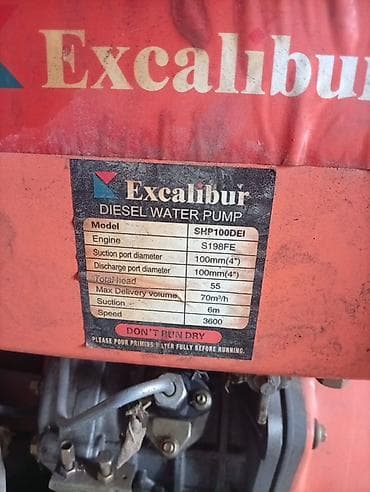 Excalibur
Excalibur
DIESEL WATER PUMP
Model SHP100DEI
Engine S198FE
Suction port diameter 100mm(4")
Discharge port diameter 100mm(4")
Total head 55
Max Delivery volume 70m³/h
Suction 6m
Speed 3600
DON'T RUN DRY
PLEASE POUR PRIMING WATER FULLY BEFORE RUNNING.